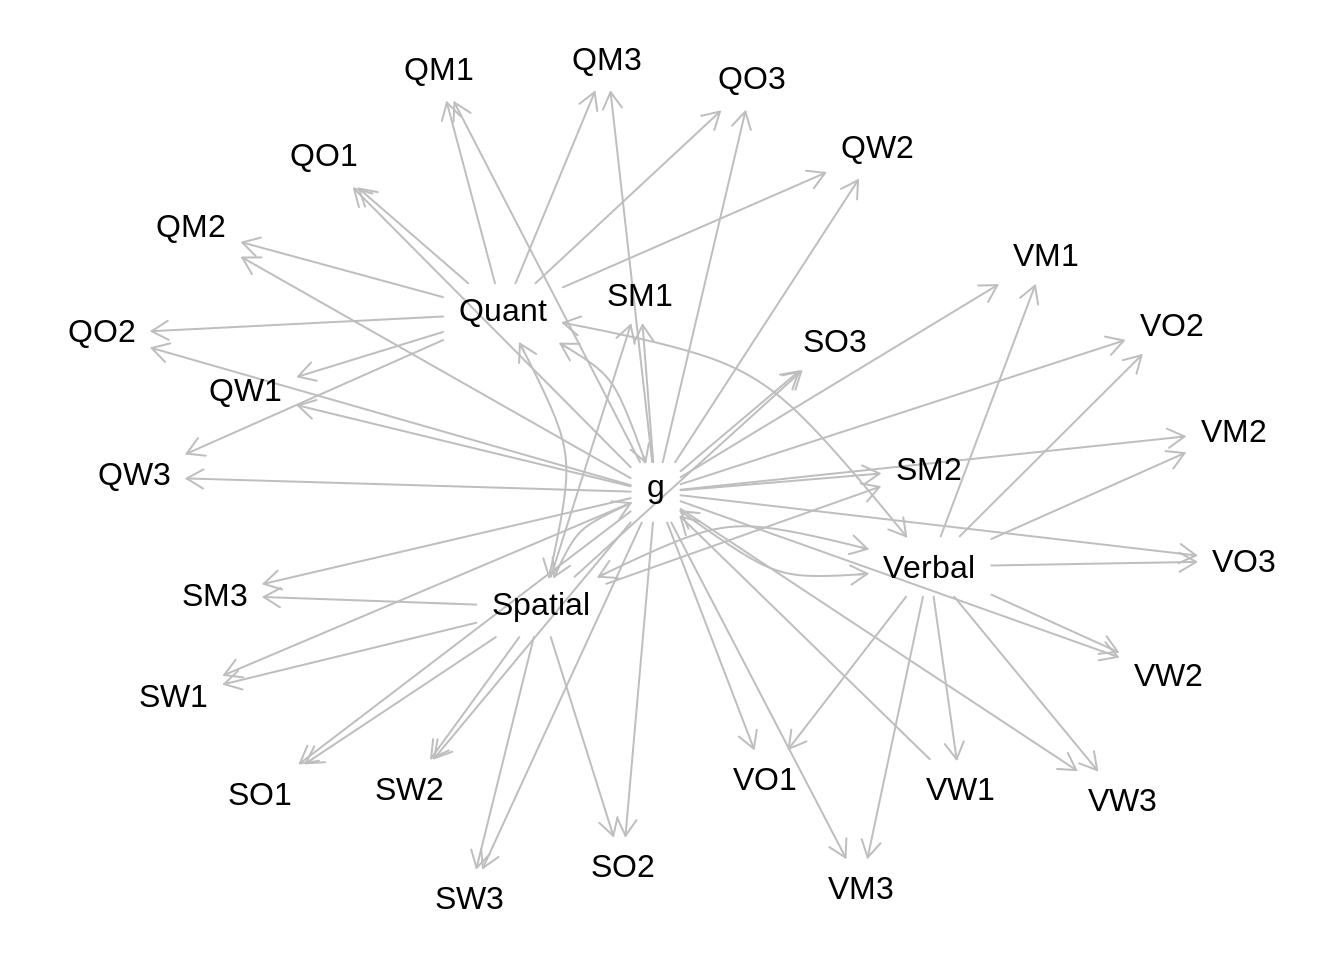 QM1
QM3
QO3
QO1
QW2
QM2
VM1
Quant
SM1
QO2
SO3
VO2
QW1
VM2
QW3
g
SM2
SM3
Spatial
Verbal
VO3
SW1
VW2
SO1
SW2
VO1
VW1
VW3
SW3
SO2
VM3